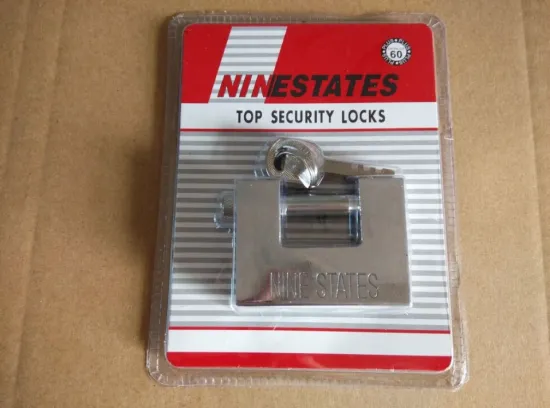 60
NINESTATES
TOP SECURITY LOCKS
NINE STATES